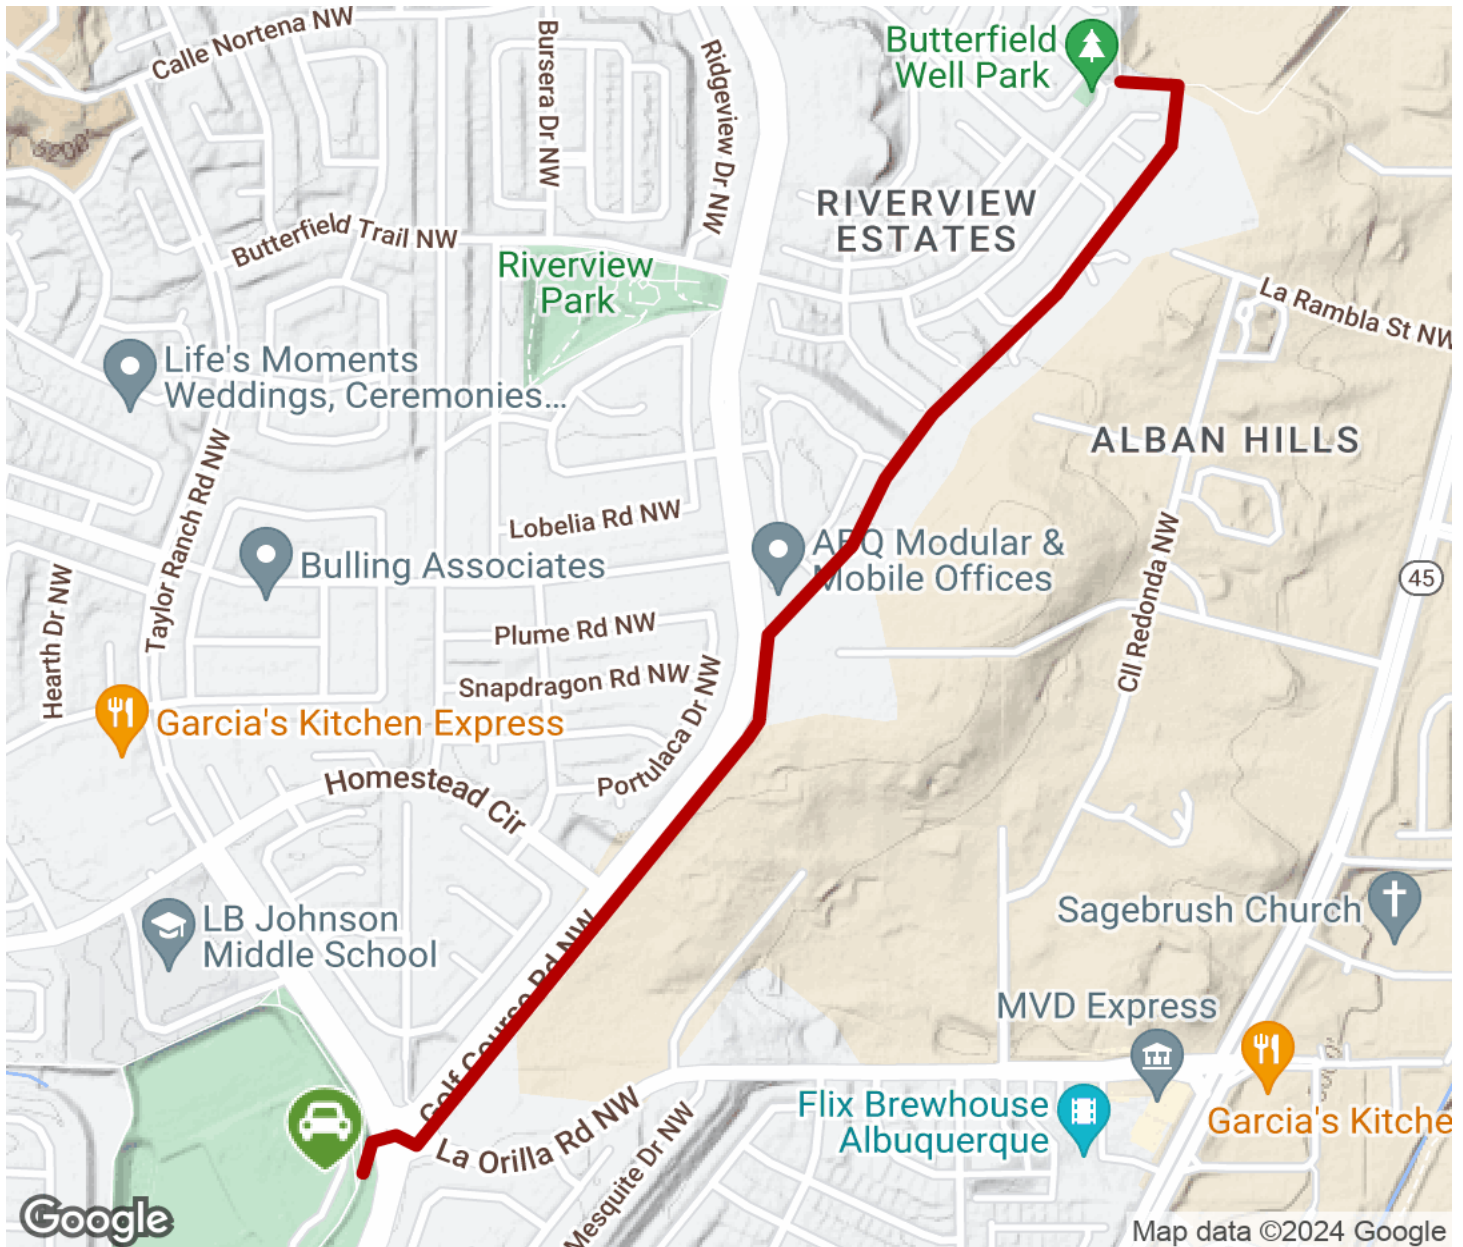 Calle Nortena NW
Bursera Dr NW
Ridgeview Dr NW
Butterfield
Well Park
5200'
RIVERVIEW
ESTATES
Butterfield Trail NW
Riverview
Park
La Rambla St NW
Life's Moments
Weddings, Ceremonies...
ALBAN HILLS
Taylor Ranch Rd NW
Lobelia Rd NW
ABQ Modular &
Mobile Offices
Bulling Associates
45
Hearth Dr NW
Plume Rd NW
Cll Redonda NW
Snapdragon Rd NW
Garcia's Kitchen Express
Portulaca Dr NW
Homestead Cir
LB Johnson
Middle School
Sagebrush Church
Golf Course Rd NW
MVD Express
La Orilla Rd NW
Flix Brewhouse
Albuquerque
Garcia's Kitche
Mesquite Dr NW
Google
Map data ©2024 Google